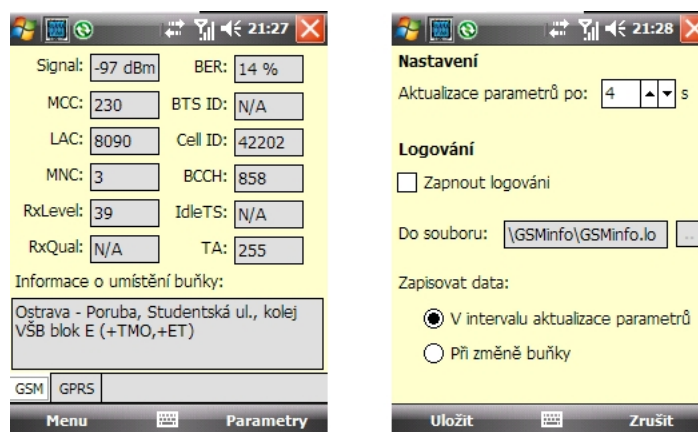 21:27
Signal: -97 dBm BER: 14 %
MCC: 230 BTS ID: N/A
LAC: 8090 Cell ID: 42202
MNC: 3 BCCH: 858
RxLevel: 39 IdleTS: N/A
RxQual: N/A TA: 255
Informace o umístění buňky:
Ostrava - Poruba, Studentská ul., kolej
VŠB blok E (+TMO,+ET)
GSM GPRS
Menu Parametry
21:28
Nastavení
Aktualizace parametrů po: 4 s
Logování
Zapnout logováni
Do souboru: \GSMinfo\GSMinfo.lo ..
Zapisovat data:
V intervalu aktualizace parametrů
Při změně buňky
Uložit Zrušit